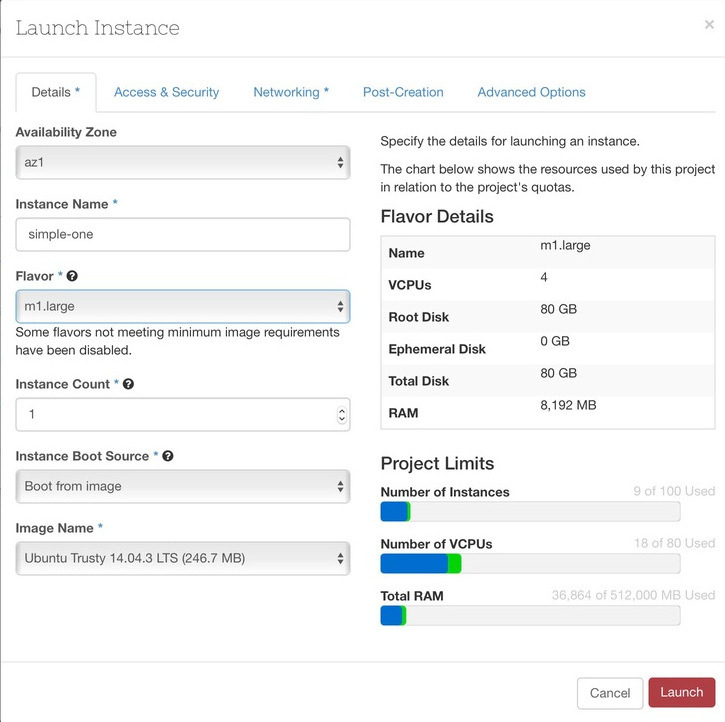 Launch Instance
×
Details *
Access & Security
Networking *
Post-Creation
Advanced Options
Availability Zone
az1
Instance Name *
simple-one
Flavor * ?
m1.large
Some flavors not meeting minimum image requirements
have been disabled.
Instance Count * ?
1
Instance Boot Source * ?
Boot from image
Image Name *
Ubuntu Trusty 14.04.3 LTS (246.7 MB)
Specify the details for launching an instance.
The chart below shows the resources used by this project
in relation to the project's quotas.
Flavor Details
Name m1.large
VCPUs 4
Root Disk 80 GB
Ephemeral Disk 0 GB
Total Disk 80 GB
RAM 8,192 MB
Project Limits
Number of Instances 9 of 100 Used
Number of VCPUs 18 of 80 Used
Total RAM 36,864 of 512,000 MB Used
Cancel
Launch